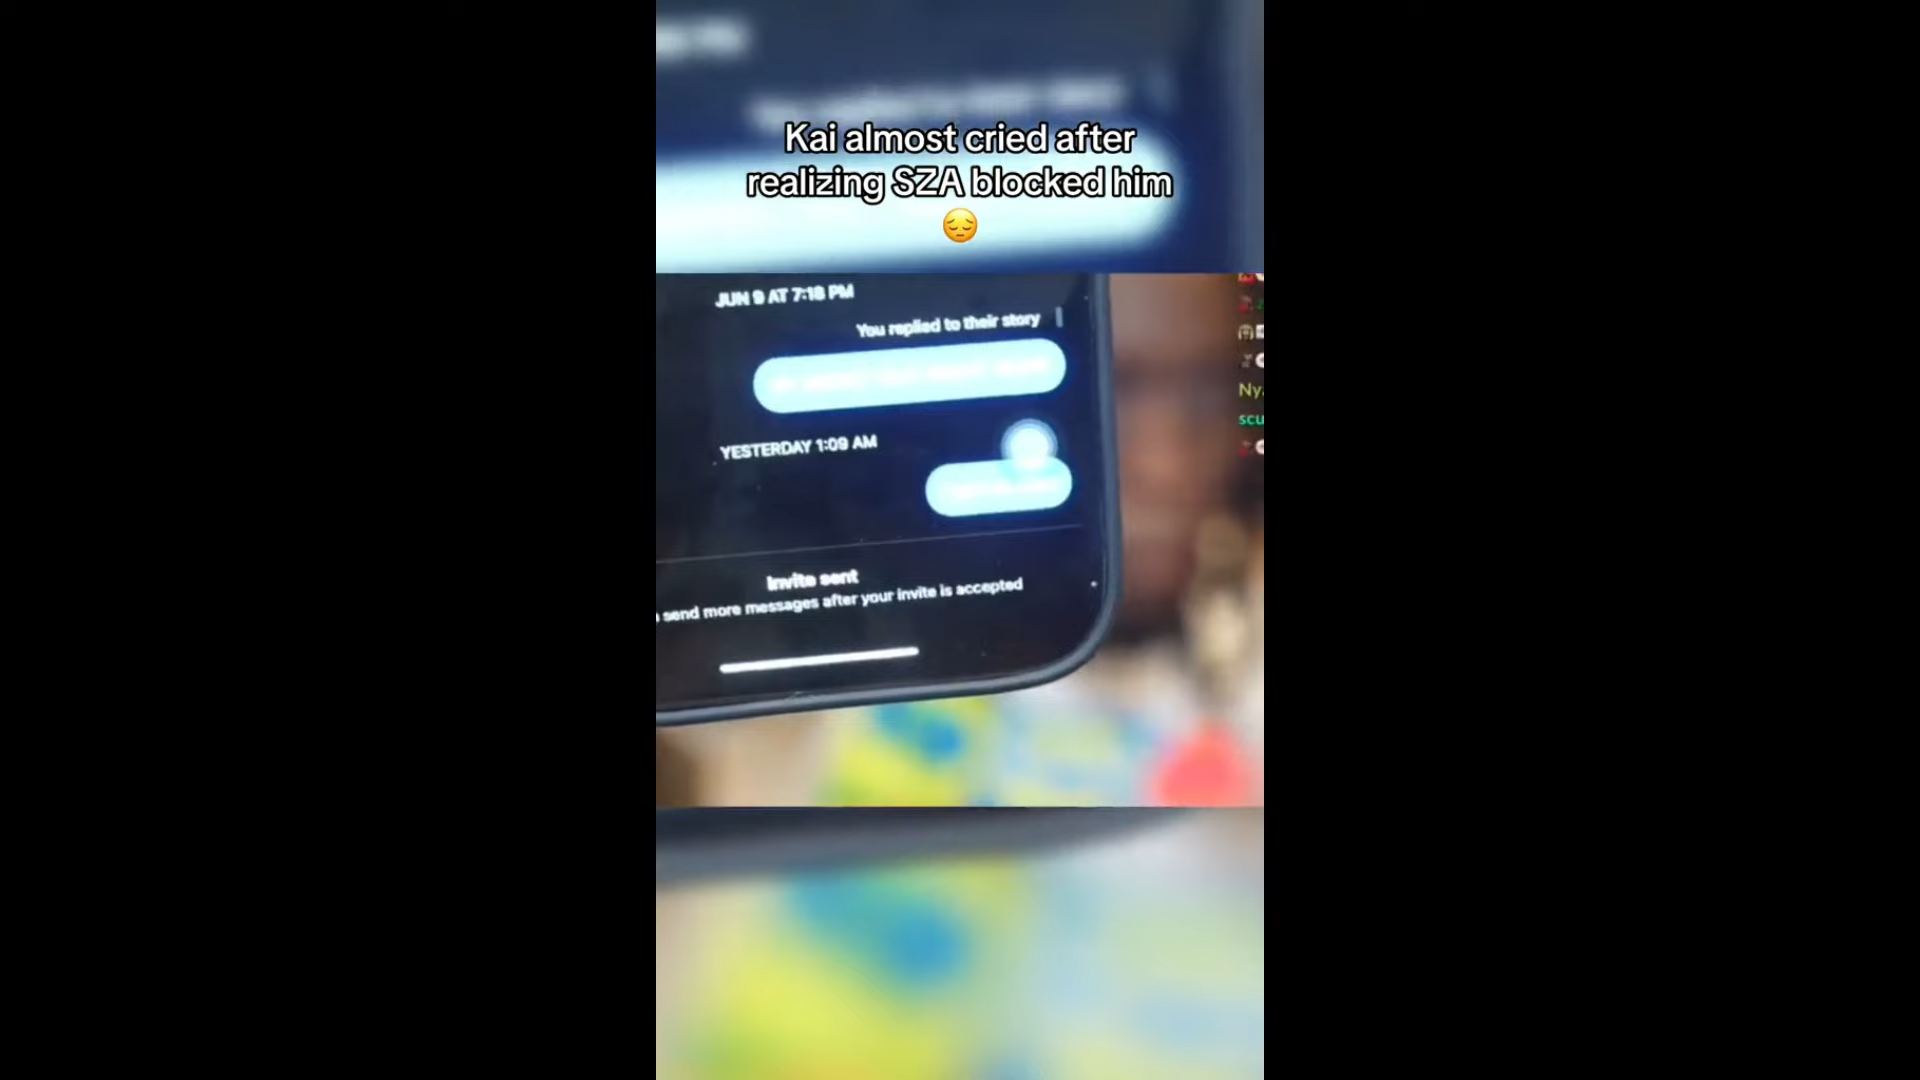 Kai almost cried after
realizing SZA blocked him
JUN 9 AT 7:18 PM
You replied to their story
YESTERDAY 1:09 AM
Invite sent
send more messages after your invite is accepted
Ny
scu